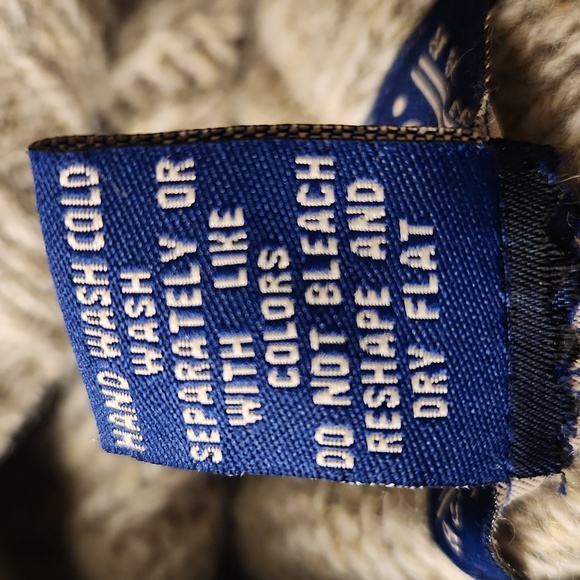 HAND WASH COLD
WASH
SEPARATELY OR
WITH LIKE
COLORS
DO NOT BLEACH
RESHAPE AND
DRY FLAT